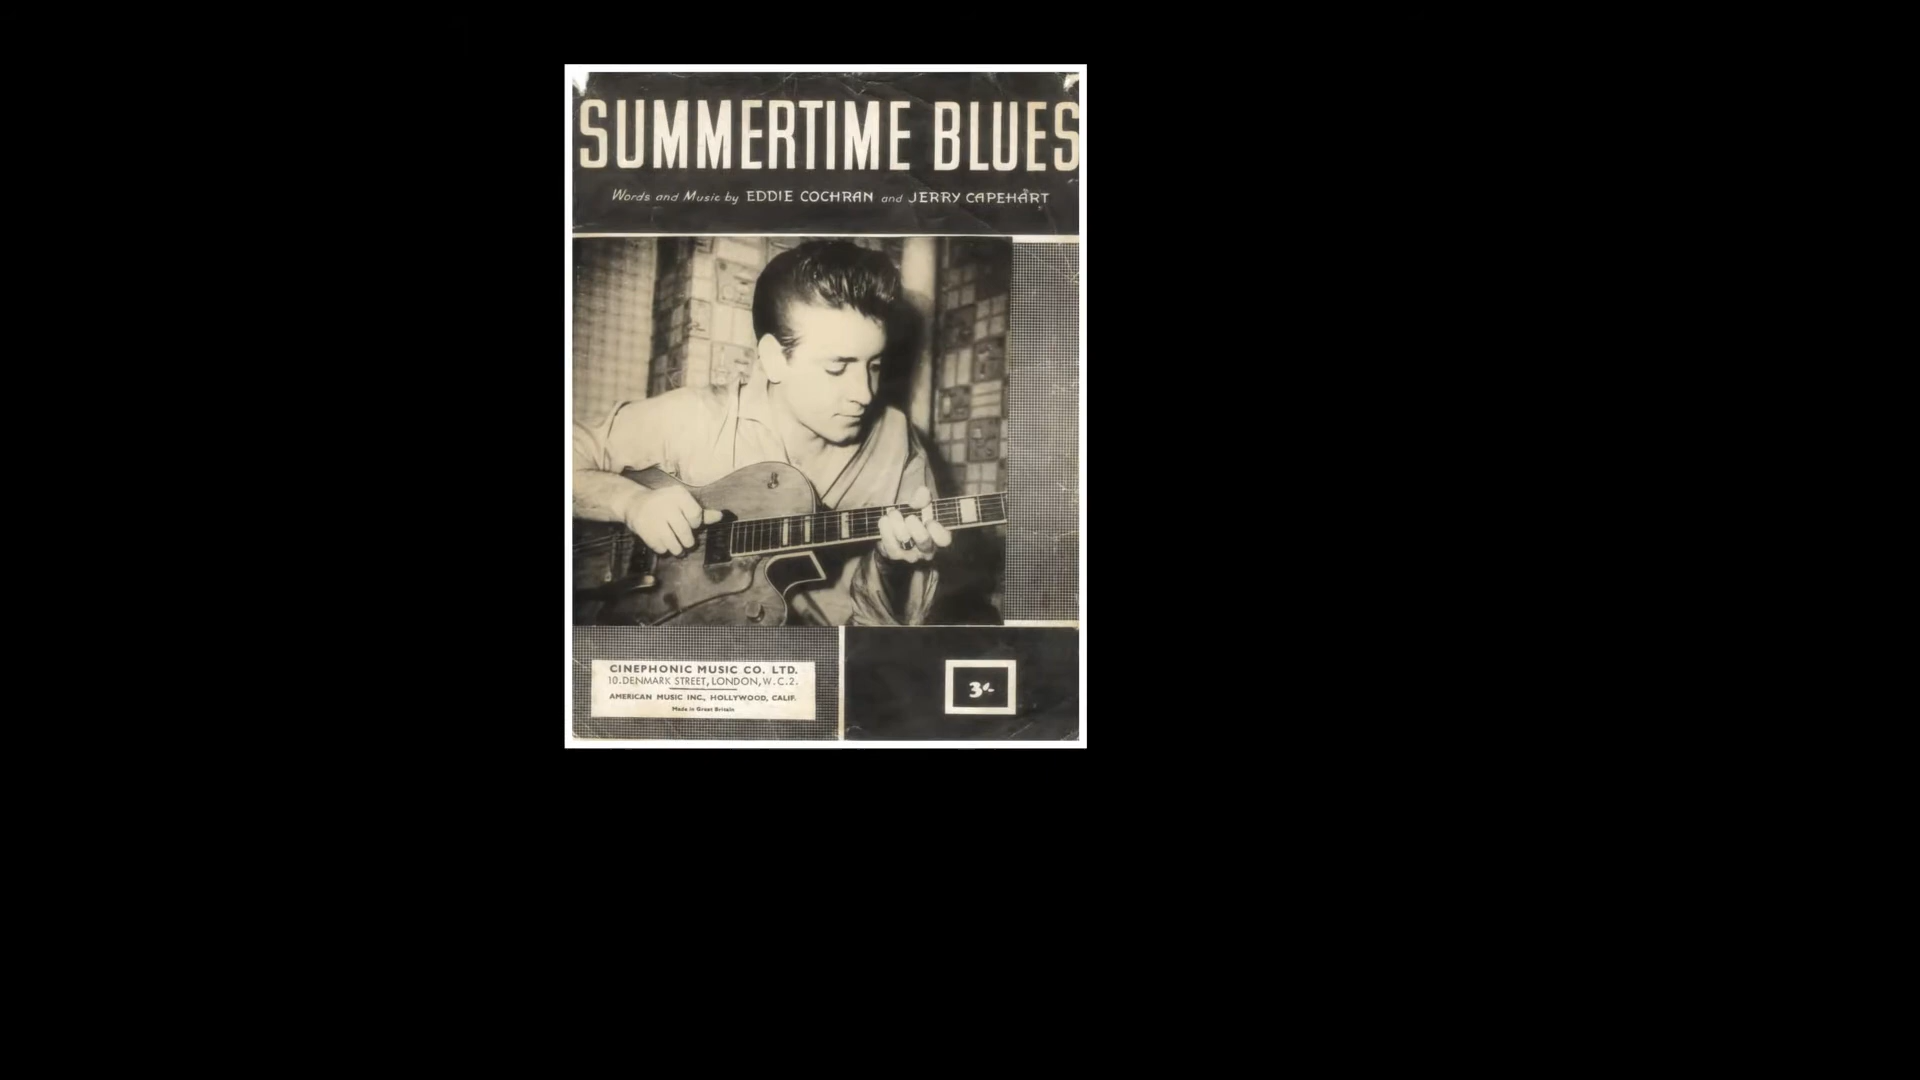 SUMMERTIME BLUES
Words and Music by EDDIE COCHRAN and JERRY CAPEHART
CINEPHONIC MUSIC CO. LTD.
10. DENMARK STREET, LONDON, W.C.2.
AMERICAN MUSIC INC., HOLLYWOOD, CALIF.
Made in Great Britain
3/-